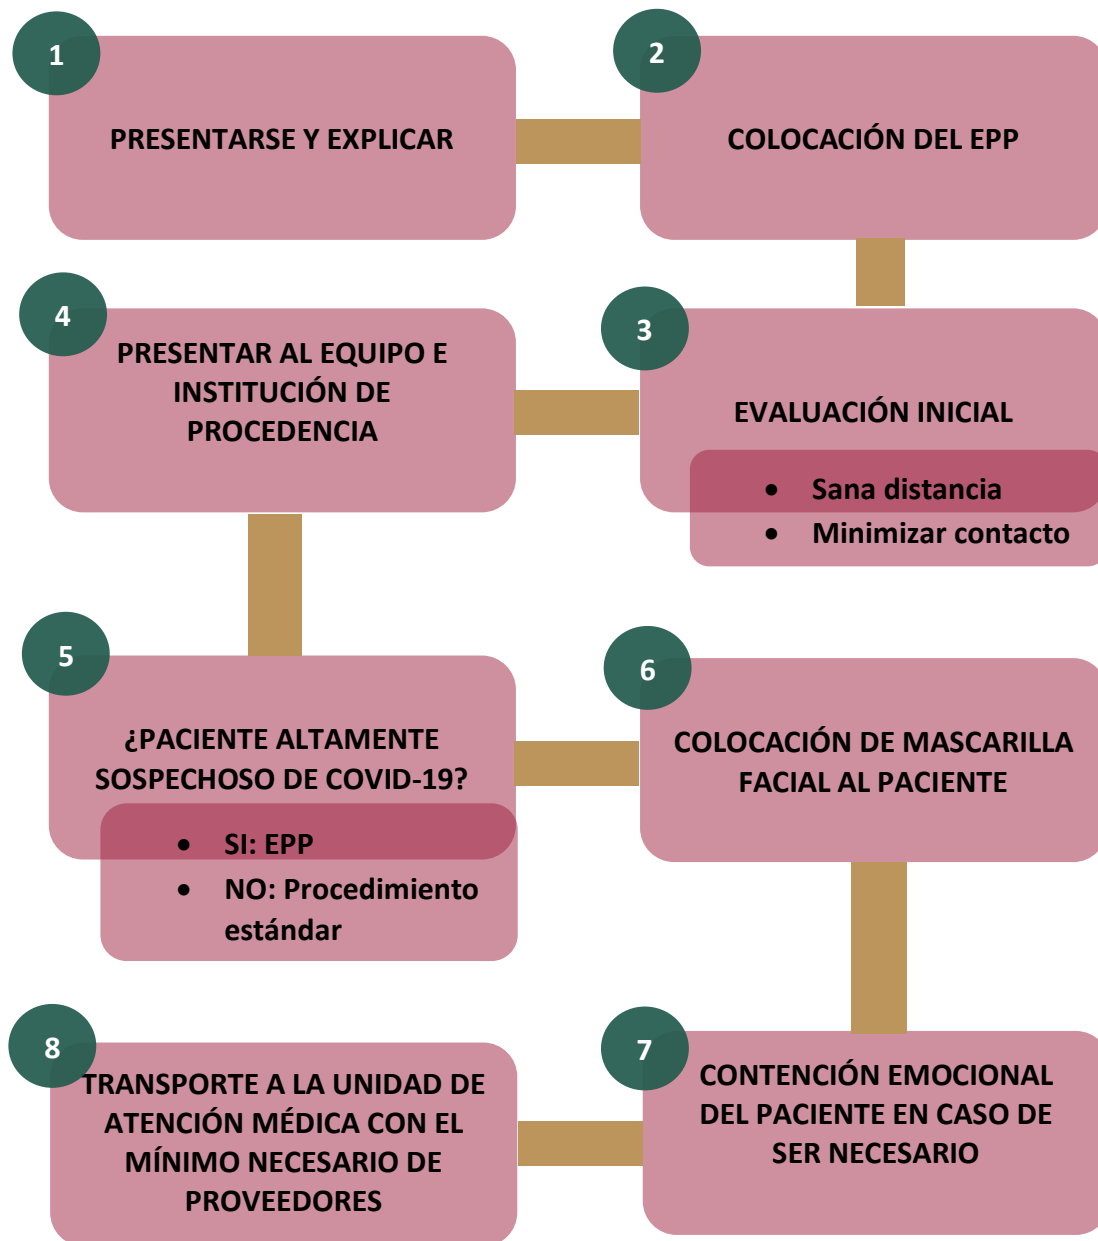 1
PRESENTARSE Y EXPLICAR
2
COLOCACIÓN DEL EPP
3
EVALUACIÓN INICIAL
• Sana distancia
• Minimizar contacto
4
PRESENTAR AL EQUIPO E
INSTITUCIÓN DE
PROCEDENCIA
5
¿PACIENTE ALTAMENTE
SOSPECHOSO DE COVID-19?
• SI: EPP
• NO: Procedimiento
estándar
6
COLOCACIÓN DE MASCARILLA
FACIAL AL PACIENTE
7
CONTENCIÓN EMOCIONAL
DEL PACIENTE EN CASO DE
SER NECESARIO
8
TRANSPORTE A LA UNIDAD DE
ATENCIÓN MÉDICA CON EL
MÍNIMO NECESARIO DE
PROVEEDORES